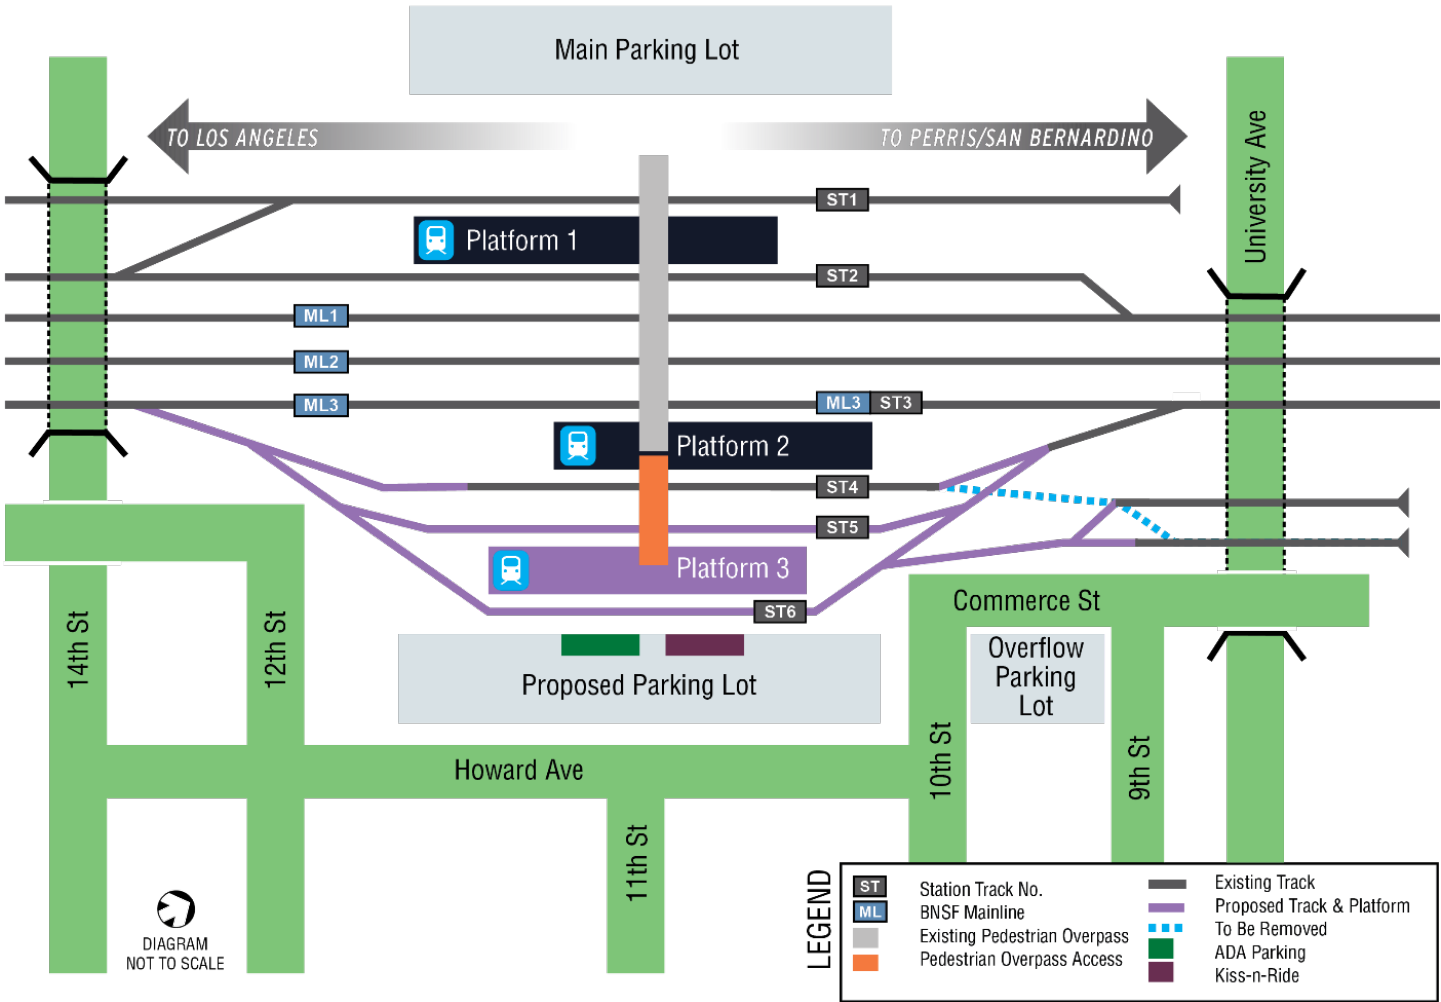 Main Parking Lot
TO LOS ANGELES
TO PERRIS/SAN BERNARDINO
University Ave
ST1
Platform 1
ST2
ML1
ML2
ML3
ML3 ST3
Platform 2
ST4
ST5
Platform 3
ST6
Commerce St
14th St
12th St
Proposed Parking Lot
Overflow
Parking
Lot
10th St
9th St
Howard Ave
11th St
DIAGRAM
NOT TO SCALE
LEGEND
ST Station Track No.
ML BNSF Mainline
Existing Pedestrian Overpass
Pedestrian Overpass Access
Existing Track
Proposed Track & Platform
To Be Removed
ADA Parking
Kiss-n-Ride